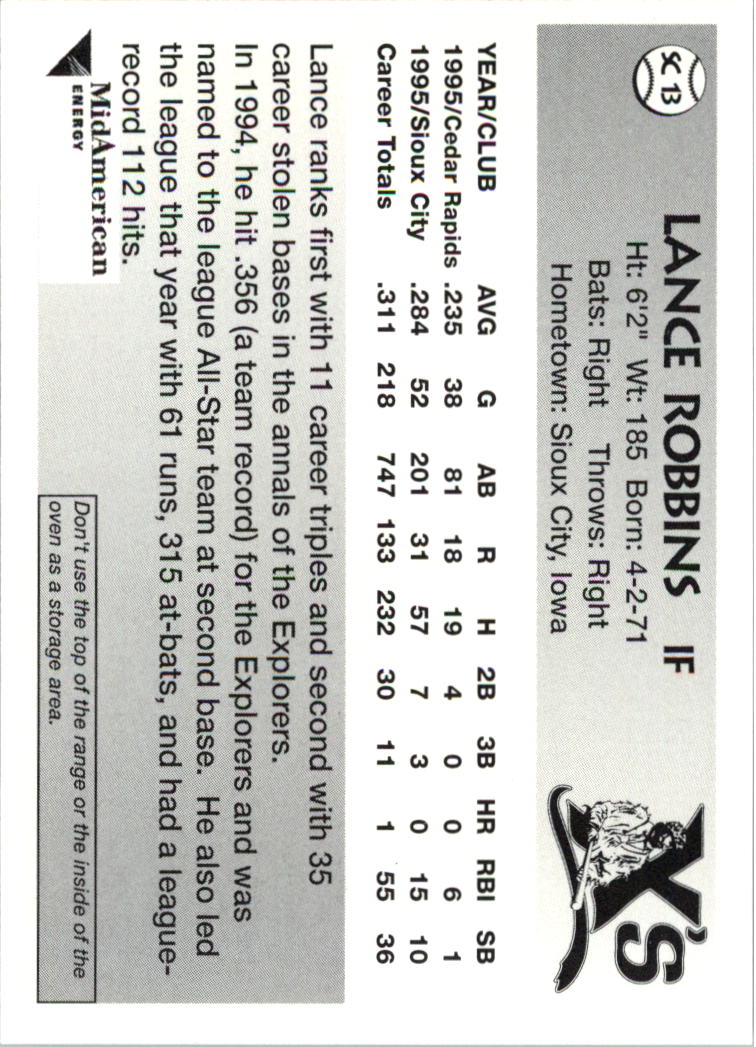 SC 13
LANCE ROBBINS IF
Ht: 6'2" Wt: 185 Born: 4-2-71
Bats: Right Throws: Right
Hometown: Sioux City, Iowa
X's
YEAR/CLUB AVG G AB R H 2B 3B HR RBI SB
1995/Cedar Rapids .235 38 81 18 19 4 0 0 6 1
1995/Sioux City .284 52 201 31 57 7 3 0 15 10
Career Totals .311 218 747 133 232 30 11 1 55 36
Lance ranks first with 11 career triples and second with 35
career stolen bases in the annals of the Explorers.
In 1994, he hit .356 (a team record) for the Explorers and was
named to the league All-Star team at second base. He also led
the league that year with 61 runs, 315 at-bats, and had a league-
record 112 hits.
MidAmerican
ENERGY
Don't use the top of the range or the inside of the
oven as a storage area.